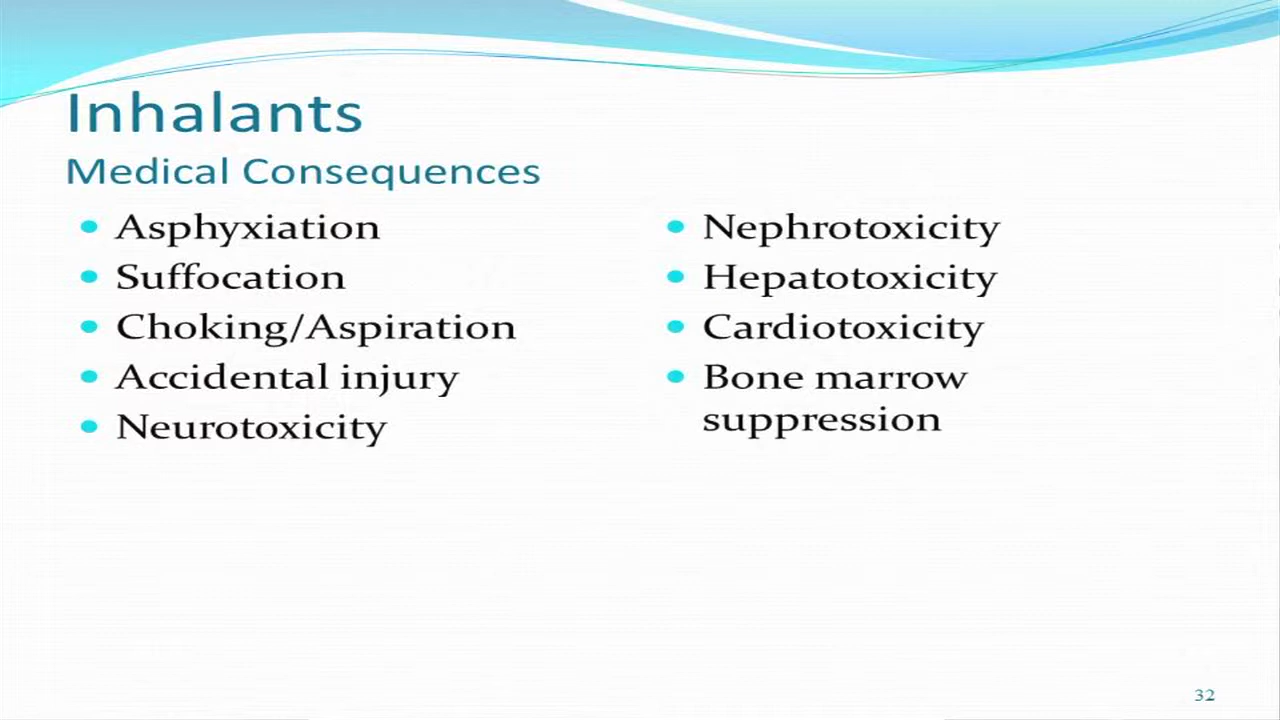 Inhalants
Medical Consequences
Asphyxiation
Suffocation
Choking/Aspiration
Accidental injury
Neurotoxicity
Nephrotoxicity
Hepatotoxicity
Cardiotoxicity
Bone marrow
suppression
32